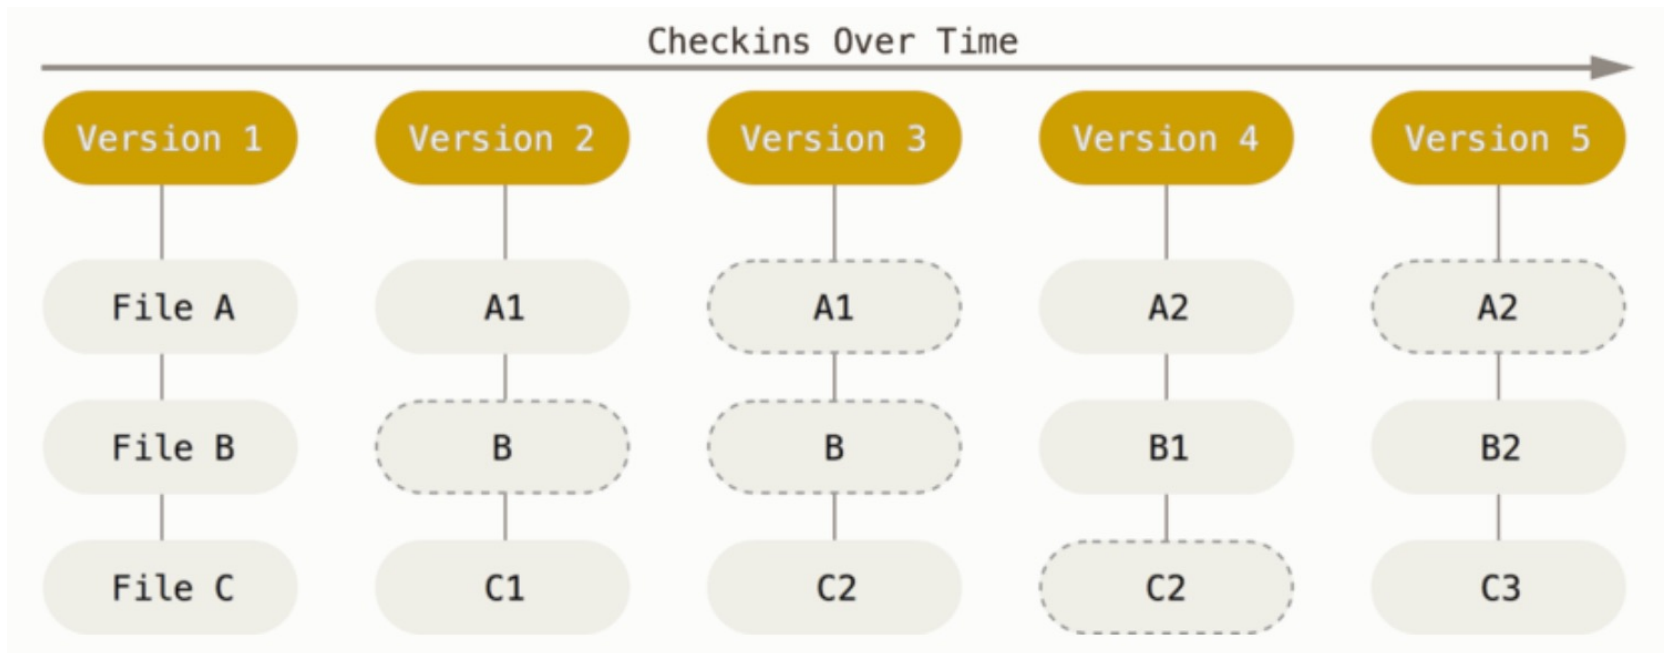 Checkins Over Time
Version 1 Version 2 Version 3 Version 4 Version 5
File A A1 A1 A2 A2
File B B B B1 B2
File C C1 C2 C2 C3